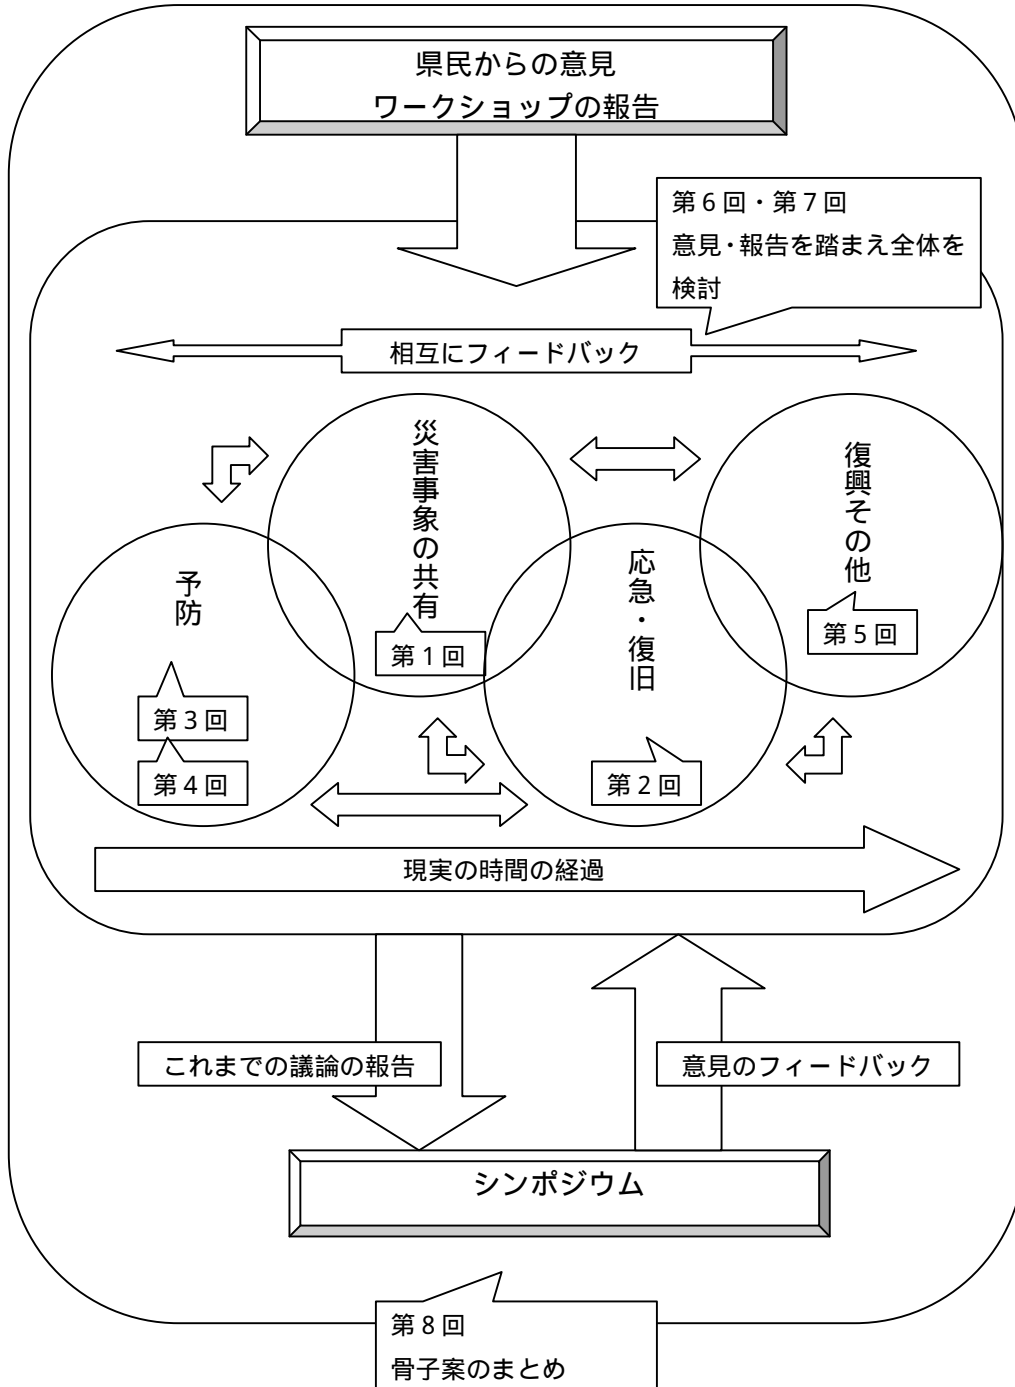 県民からの意見
ワークショップの報告
第6回・第7回
意見・報告を踏まえ全体を
検討
相互にフィードバック
災害事象の共有
第1回
復興その他
第5回
予防
第3回
第4回
応急・復旧
第2回
現実の時間の経過
これまでの議論の報告
意見のフィードバック
シンポジウム
第8回
骨子案のまとめ